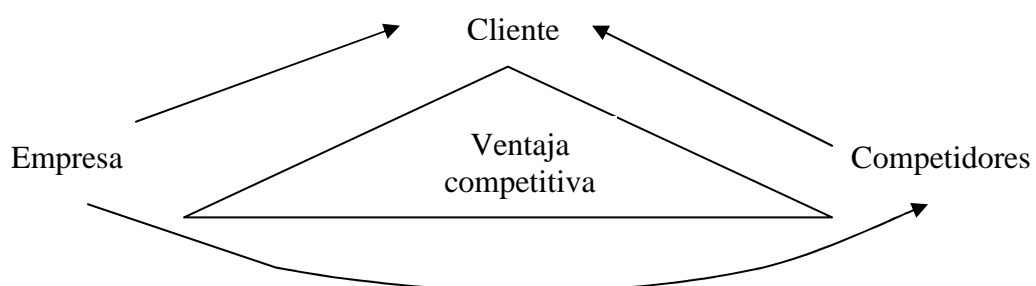 Cliente
Empresa
Ventaja
competitiva
Competidores